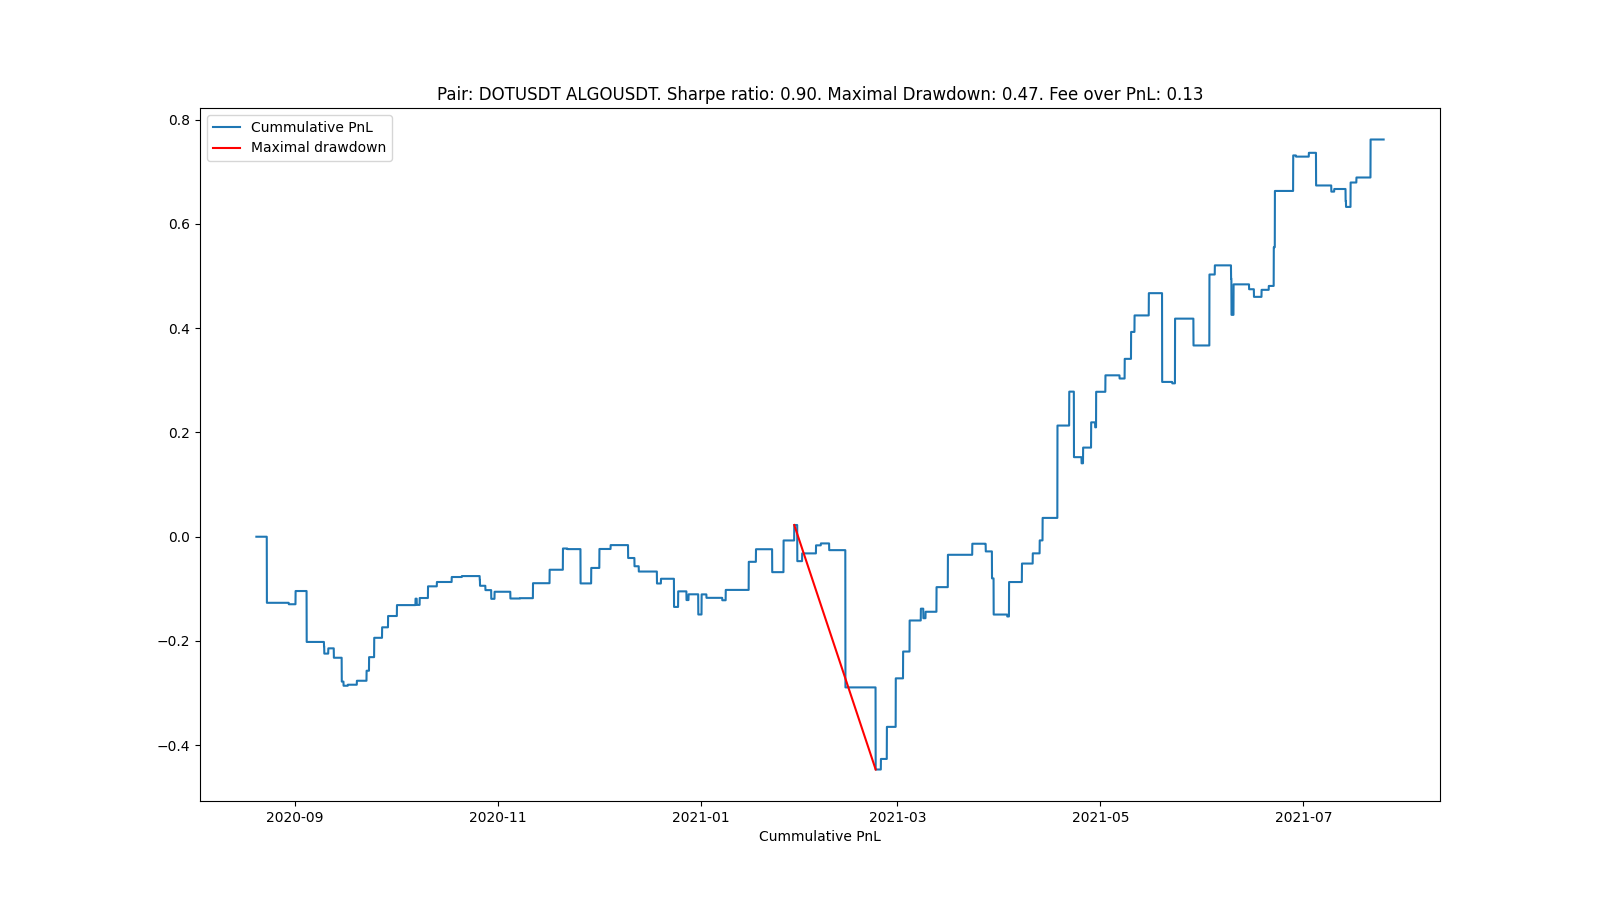 Pair: DOTUSDT ALGOUSDT. Sharpe ratio: 0.90. Maximal Drawdown: 0.47. Fee over PnL: 0.13
Cummulative PnL
Maximal drawdown
0.8
0.6
0.4
0.2
0.0
−0.2
−0.4
2020-09 2020-11 2021-01 2021-03 2021-05 2021-07
Cummulative PnL